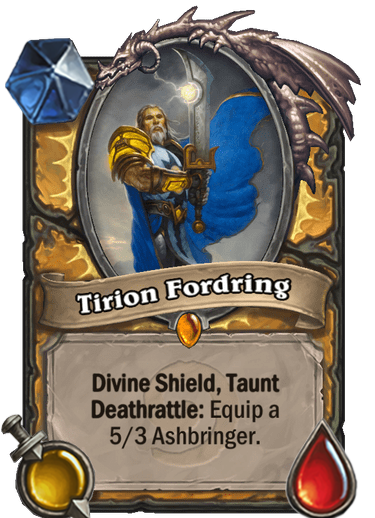 Tirion Fordring
Divine Shield, Taunt
Deathrattle: Equip a
5/3 Ashbringer.